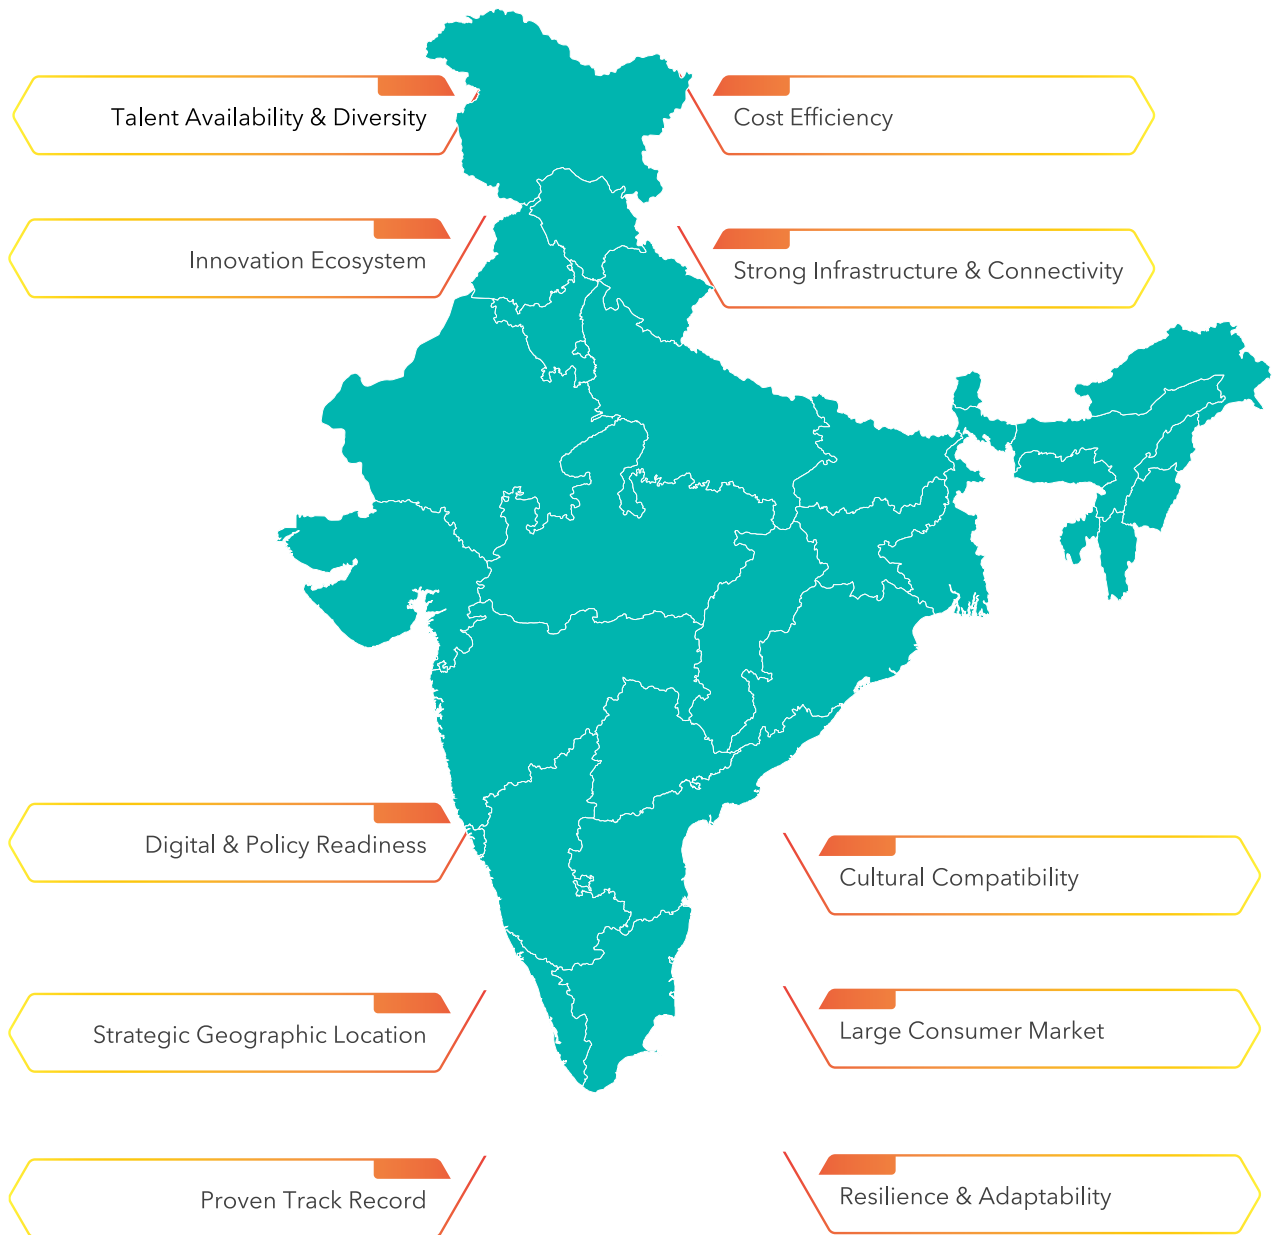 Talent Availability & Diversity
Cost Efficiency
Innovation Ecosystem
Strong Infrastructure & Connectivity
Digital & Policy Readiness
Cultural Compatibility
Strategic Geographic Location
Large Consumer Market
Proven Track Record
Resilience & Adaptability